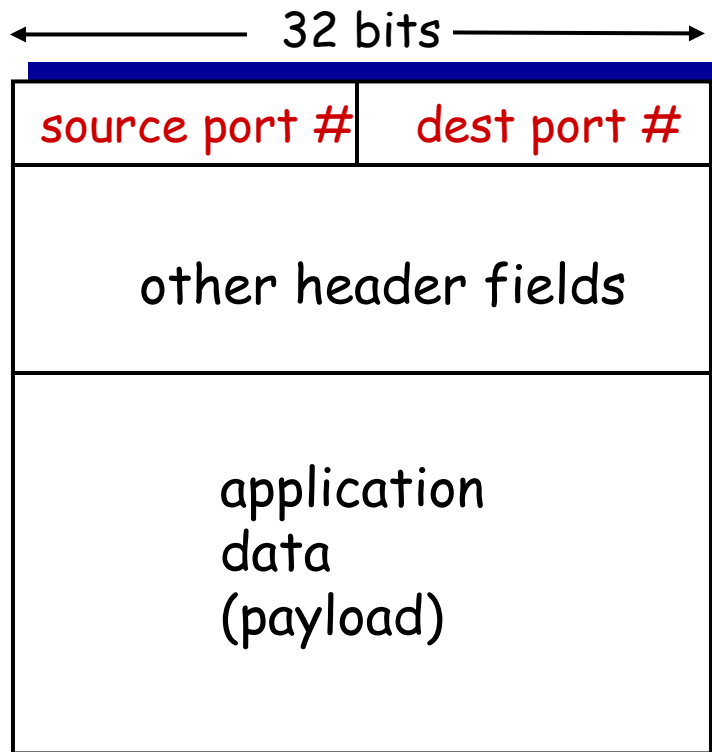 32 bits
source port # dest port #
other header fields
application
data
(payload)